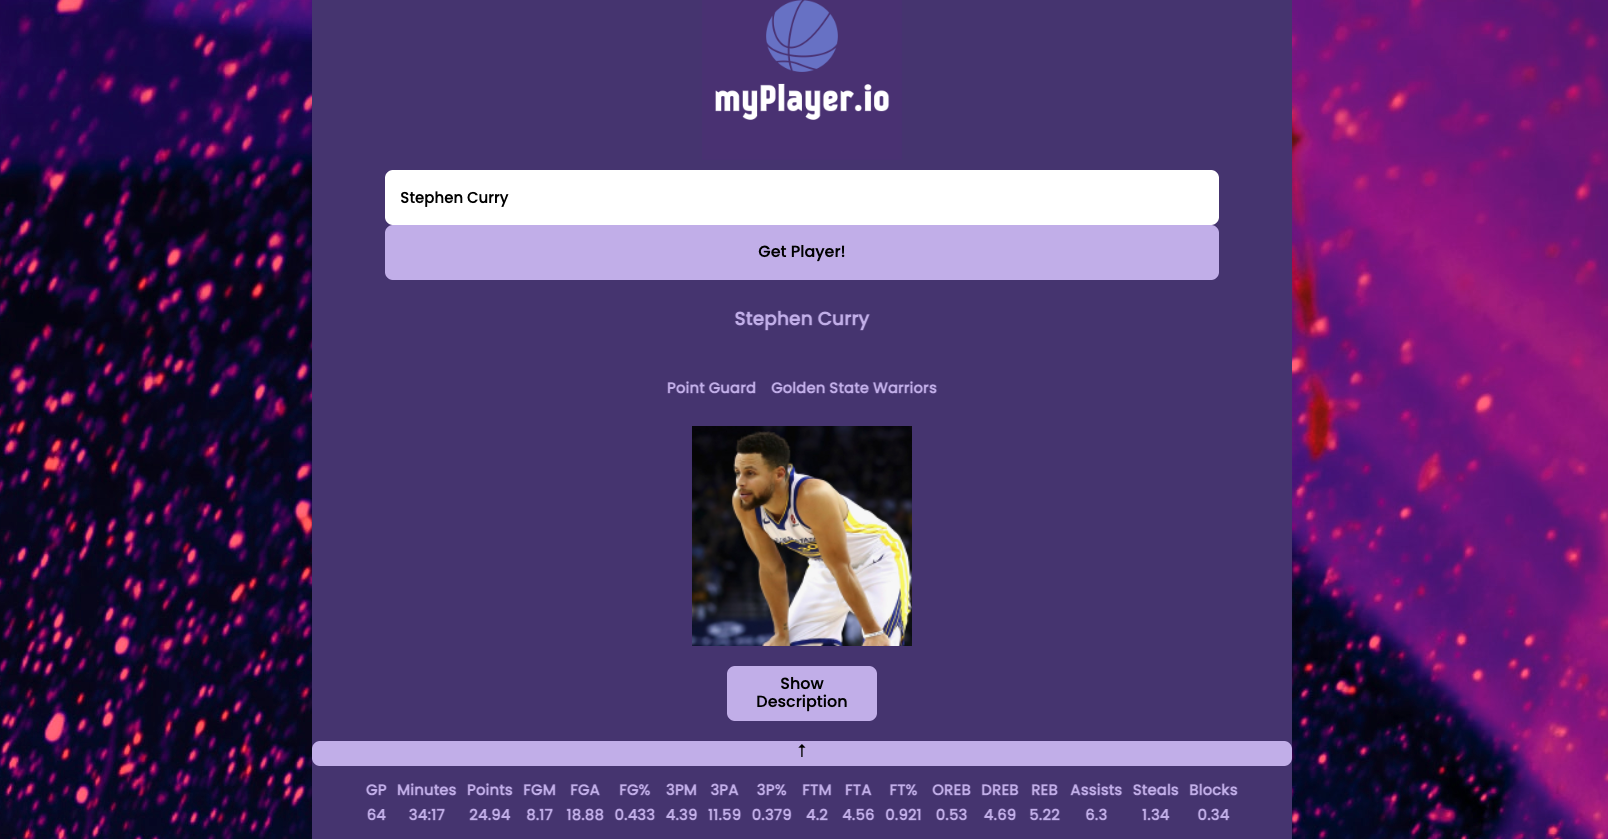 myPlayer.io
Stephen Curry
Get Player!
Stephen Curry
Point Guard Golden State Warriors
Show
Description
↑
GP Minutes Points FGM FGA FG% 3PM 3PA 3P% FTM FTA FT% OREB DREB REB Assists Steals Blocks
64 34:17 24.94 8.17 18.88 0.433 4.39 11.59 0.379 4.2 4.56 0.921 0.53 4.69 5.22 6.3 1.34 0.34